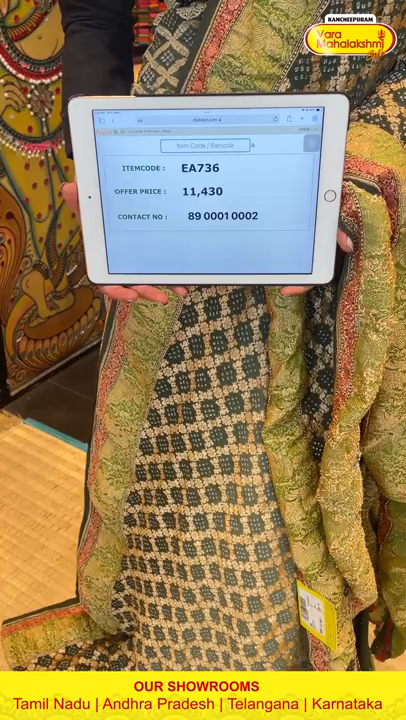 KANCHEEPURAM
Vara
Mahalakshmi
Item Code / Barcode
ITEMCODE : EA736
OFFER PRICE : 11,430
CONTACT NO : 89 0001 0002
OUR SHOWROOMS
Tamil Nadu | Andhra Pradesh | Telangana | Karnataka